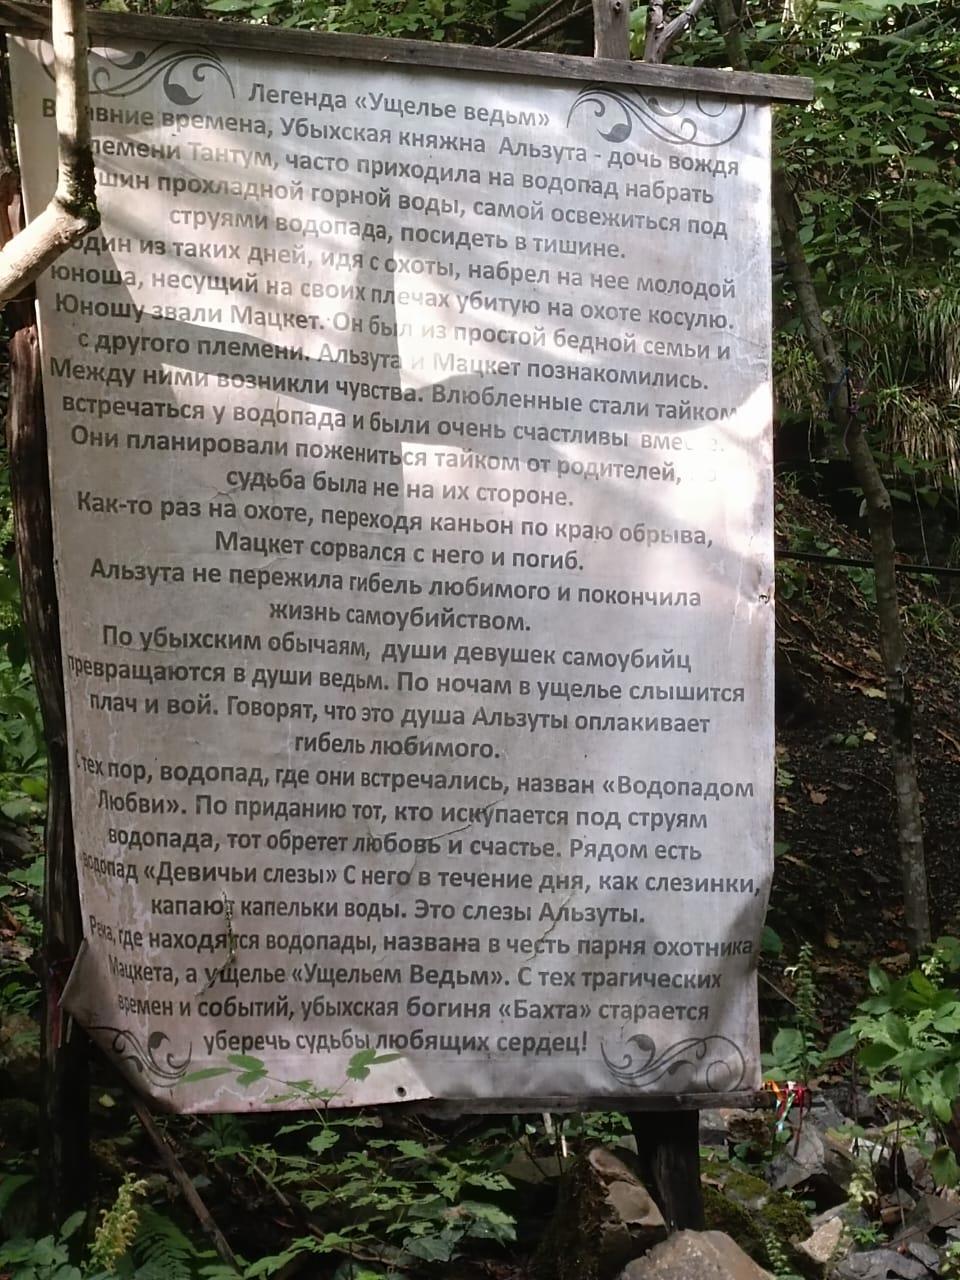 Легенда «Ущелье ведьм»
времена, Убыхская княжна Альзута - дочь вождя
Тантум, часто приходила на водопад набрать
прохладной горной воды, самой освежиться под
струями водопада, посидеть в тишине.
один из таких дней, идя с охоты, набрел на нее молодой
юноша, несущий на своих плечах убитую на охоте косулю.
Юношу звали Мацкет. Он был из простой бедной семьи и
с другого племени. Альзута и Мацкет познакомились.
Между ними возникли чувства. Влюбленные стали тайком
встречаться у водопада и были очень счастливы
Они планировали пожениться тайком от родителей,
судьба была не на их стороне.
Как-то раз на охоте, переходя каньон по краю обрыва,
Мацкет сорвался с него и погиб.
Альзута не пережила гибель любимого и покончила
жизнь самоубийством.
По убыхским обычаям, души девушек самоубийц
превращаются в души ведьм. По ночам в ущелье слышится
плач и вой. Говорят, что это душа Альзуты оплакивает
гибель любимого.
С тех пор, водопад, где они встречались, назван «Водопадом
Любви». По приданию тот, кто искупается под струям
водопада, тот обретет любовь и счастье. Рядом есть
водопад «Девичьи слезы» С него в течение дня, как слезинки,
капают капельки воды. Это слезы Альзуты.
Река, где находятся водопады, названа в честь парня охотника
Мацкета, а ущелье «Ущельем Ведьм». С тех трагических
времен и событий, убыхская богиня «Бахта» старается
уберечь судьбы любящих сердец!